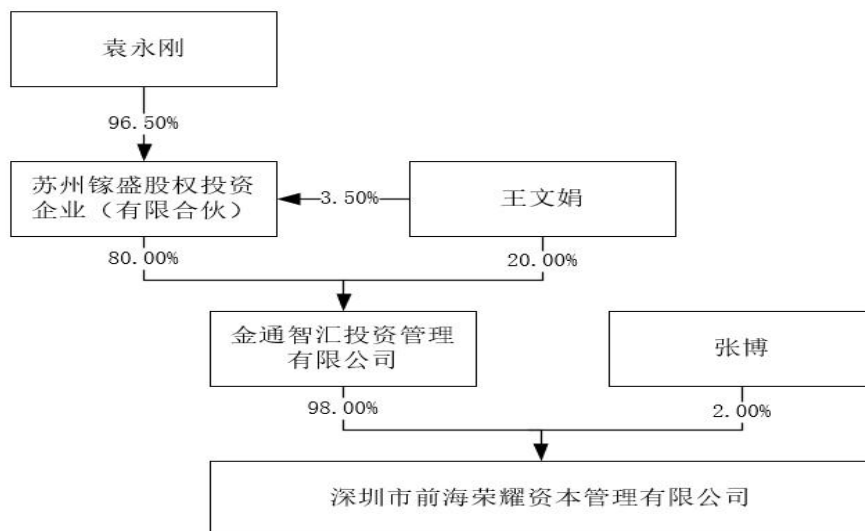 袁永刚
96.50%
苏州镓盛股权投资
企业（有限合伙）
3.50%
王文娟
80.00%
20.00%
金通智汇投资管理
有限公司
张博
98.00%
2.00%
深圳市前海荣耀资本管理有限公司